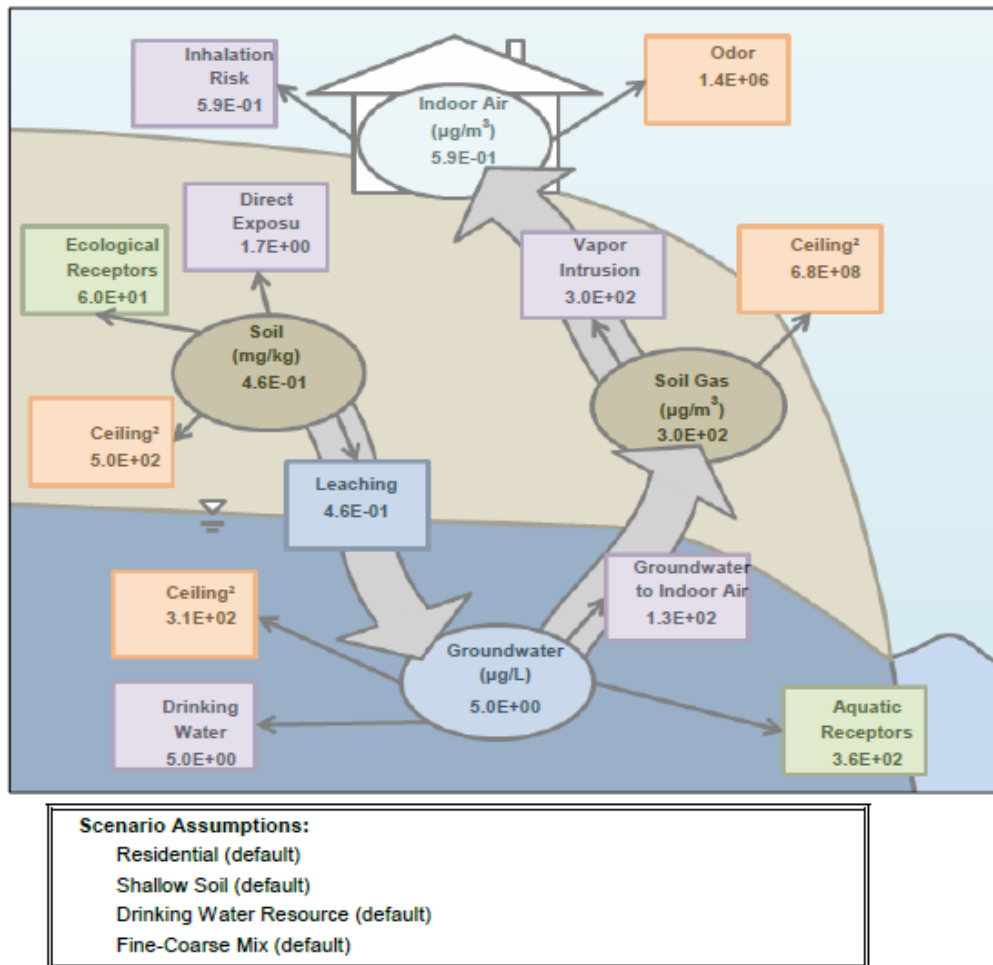 Inhalation
Risk
5.9E-01
Odor
1.4E+06
Indoor Air
(µg/m³)
5.9E-01
Direct
Exposu
1.7E+00
Ecological
Receptors
6.0E+01
Vapor
Intrusion
3.0E+02
Ceiling²
6.8E+08
Soil
(mg/kg)
4.6E-01
Soil Gas
(µg/m³)
3.0E+02
Ceiling²
5.0E+02
Leaching
4.6E-01
Ceiling²
3.1E+02
Groundwater
to Indoor Air
1.3E+02
Groundwater
(µg/L)
5.0E+00
Drinking
Water
5.0E+00
Aquatic
Receptors
3.6E+02
Scenario Assumptions:
Residential (default)
Shallow Soil (default)
Drinking Water Resource (default)
Fine-Coarse Mix (default)